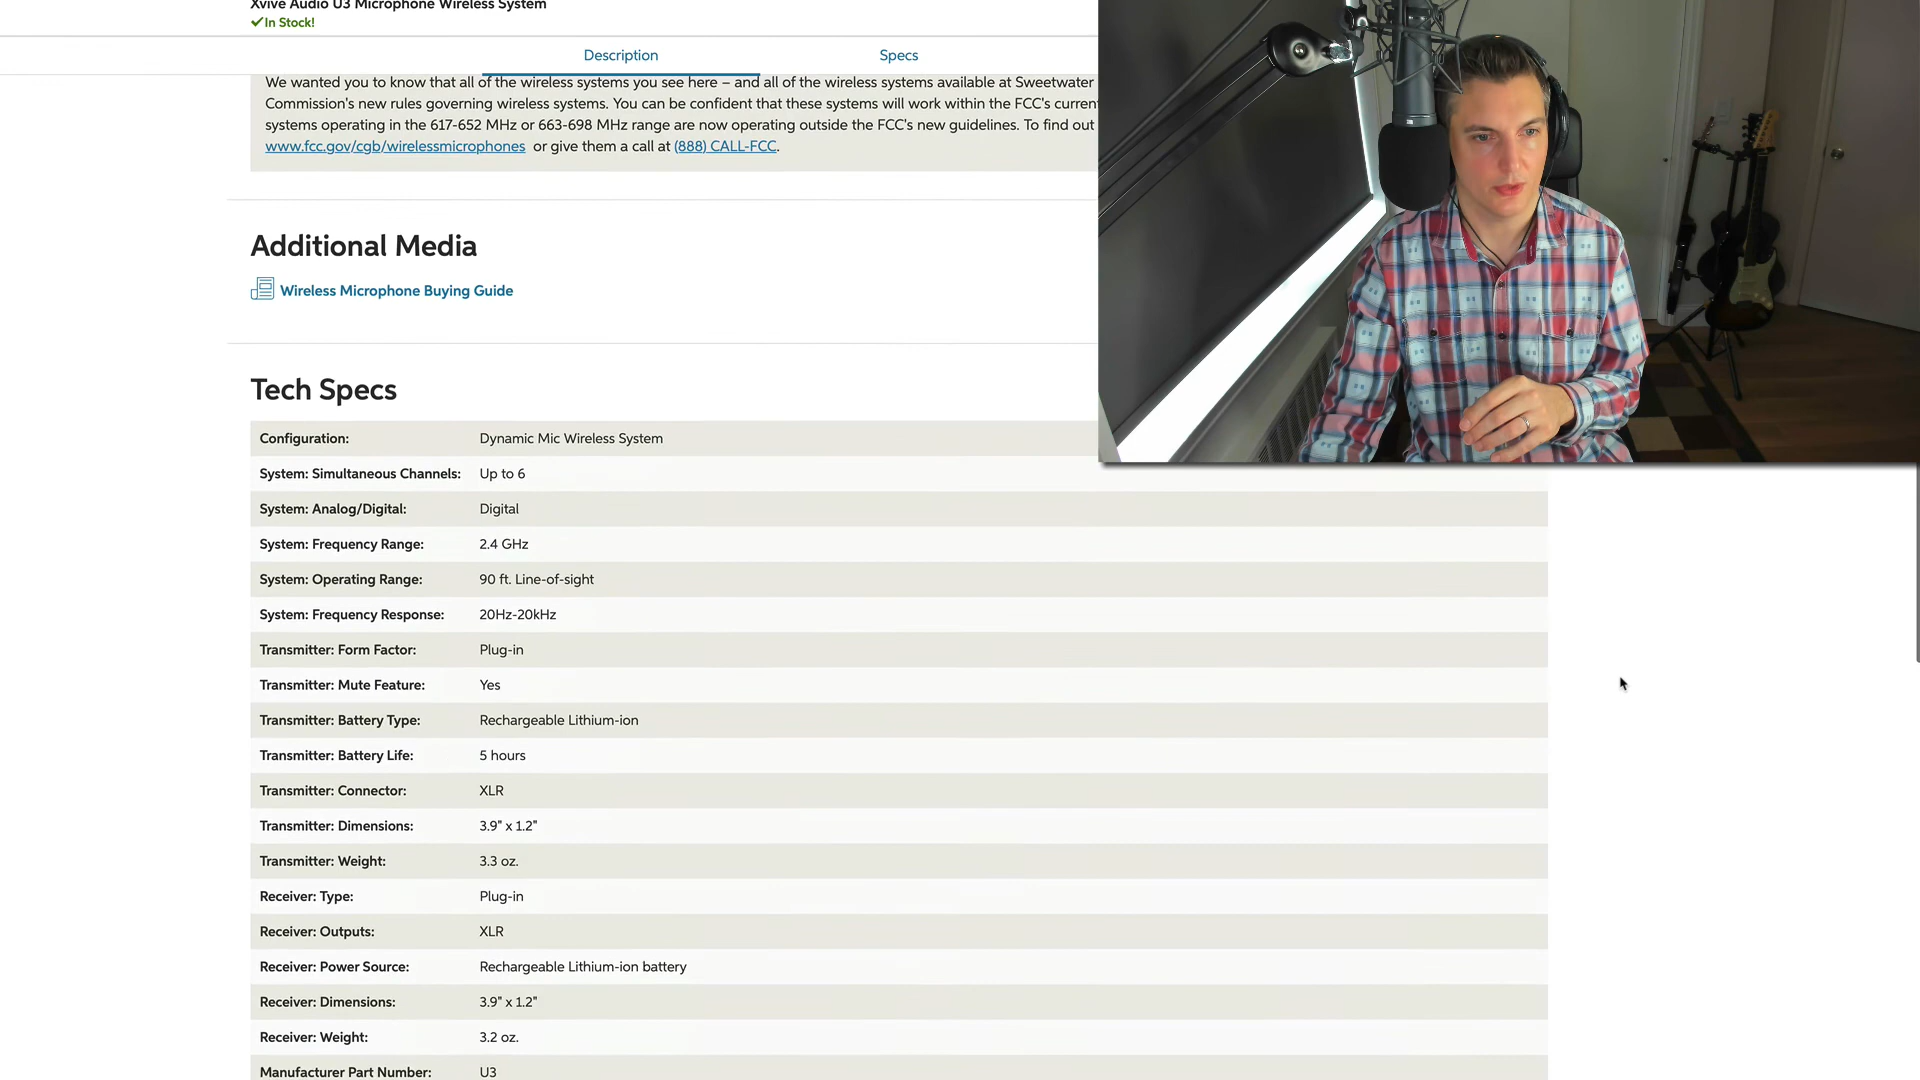 Xvive Audio U3 Microphone Wireless System
✓In Stock!
Description Specs
We wanted you to know that all of the wireless systems you see here – and all of the wireless systems available at Sweetwater
Commission's new rules governing wireless systems. You can be confident that these systems will work within the FCC's current
systems operating in the 617-652 MHz or 663-698 MHz range are now operating outside the FCC's new guidelines. To find out
www.fcc.gov/cgb/wirelessmicrophones or give them a call at (888) CALL-FCC.
Additional Media
Wireless Microphone Buying Guide
Tech Specs
Configuration: Dynamic Mic Wireless System
System: Simultaneous Channels: Up to 6
System: Analog/Digital: Digital
System: Frequency Range: 2.4 GHz
System: Operating Range: 90 ft. Line-of-sight
System: Frequency Response: 20Hz-20kHz
Transmitter: Form Factor: Plug-in
Transmitter: Mute Feature: Yes
Transmitter: Battery Type: Rechargeable Lithium-ion
Transmitter: Battery Life: 5 hours
Transmitter: Connector: XLR
Transmitter: Dimensions: 3.9" x 1.2"
Transmitter: Weight: 3.3 oz.
Receiver: Type: Plug-in
Receiver: Outputs: XLR
Receiver: Power Source: Rechargeable Lithium-ion battery
Receiver: Dimensions: 3.9" x 1.2"
Receiver: Weight: 3.2 oz.
Manufacturer Part Number: U3